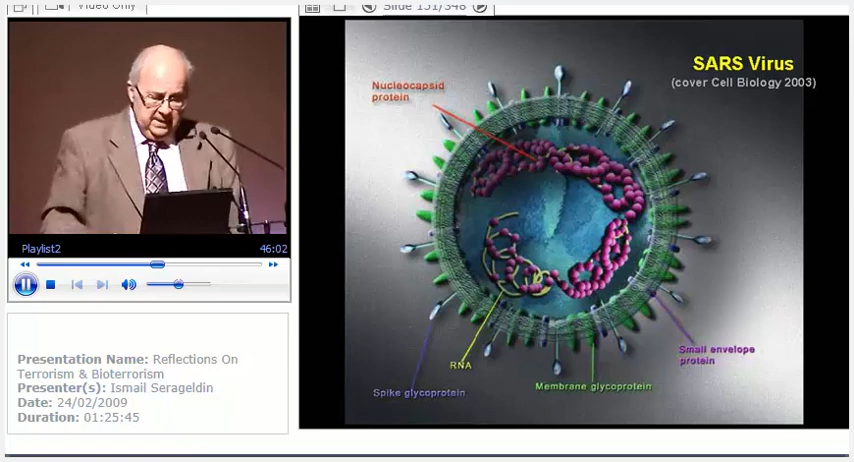 Video Only
Slide 151/348
SARS Virus
(cover Cell Biology 2003)
Nucleocapsid
protein
Playlist2 46:02
Small envelope
protein
RNA
Spike glycoprotein
Membrane glycoprotein
Presentation Name: Reflections On
Terrorism & Bioterrorism
Presenter(s): Ismail Serageldin
Date: 24/02/2009
Duration: 01:25:45